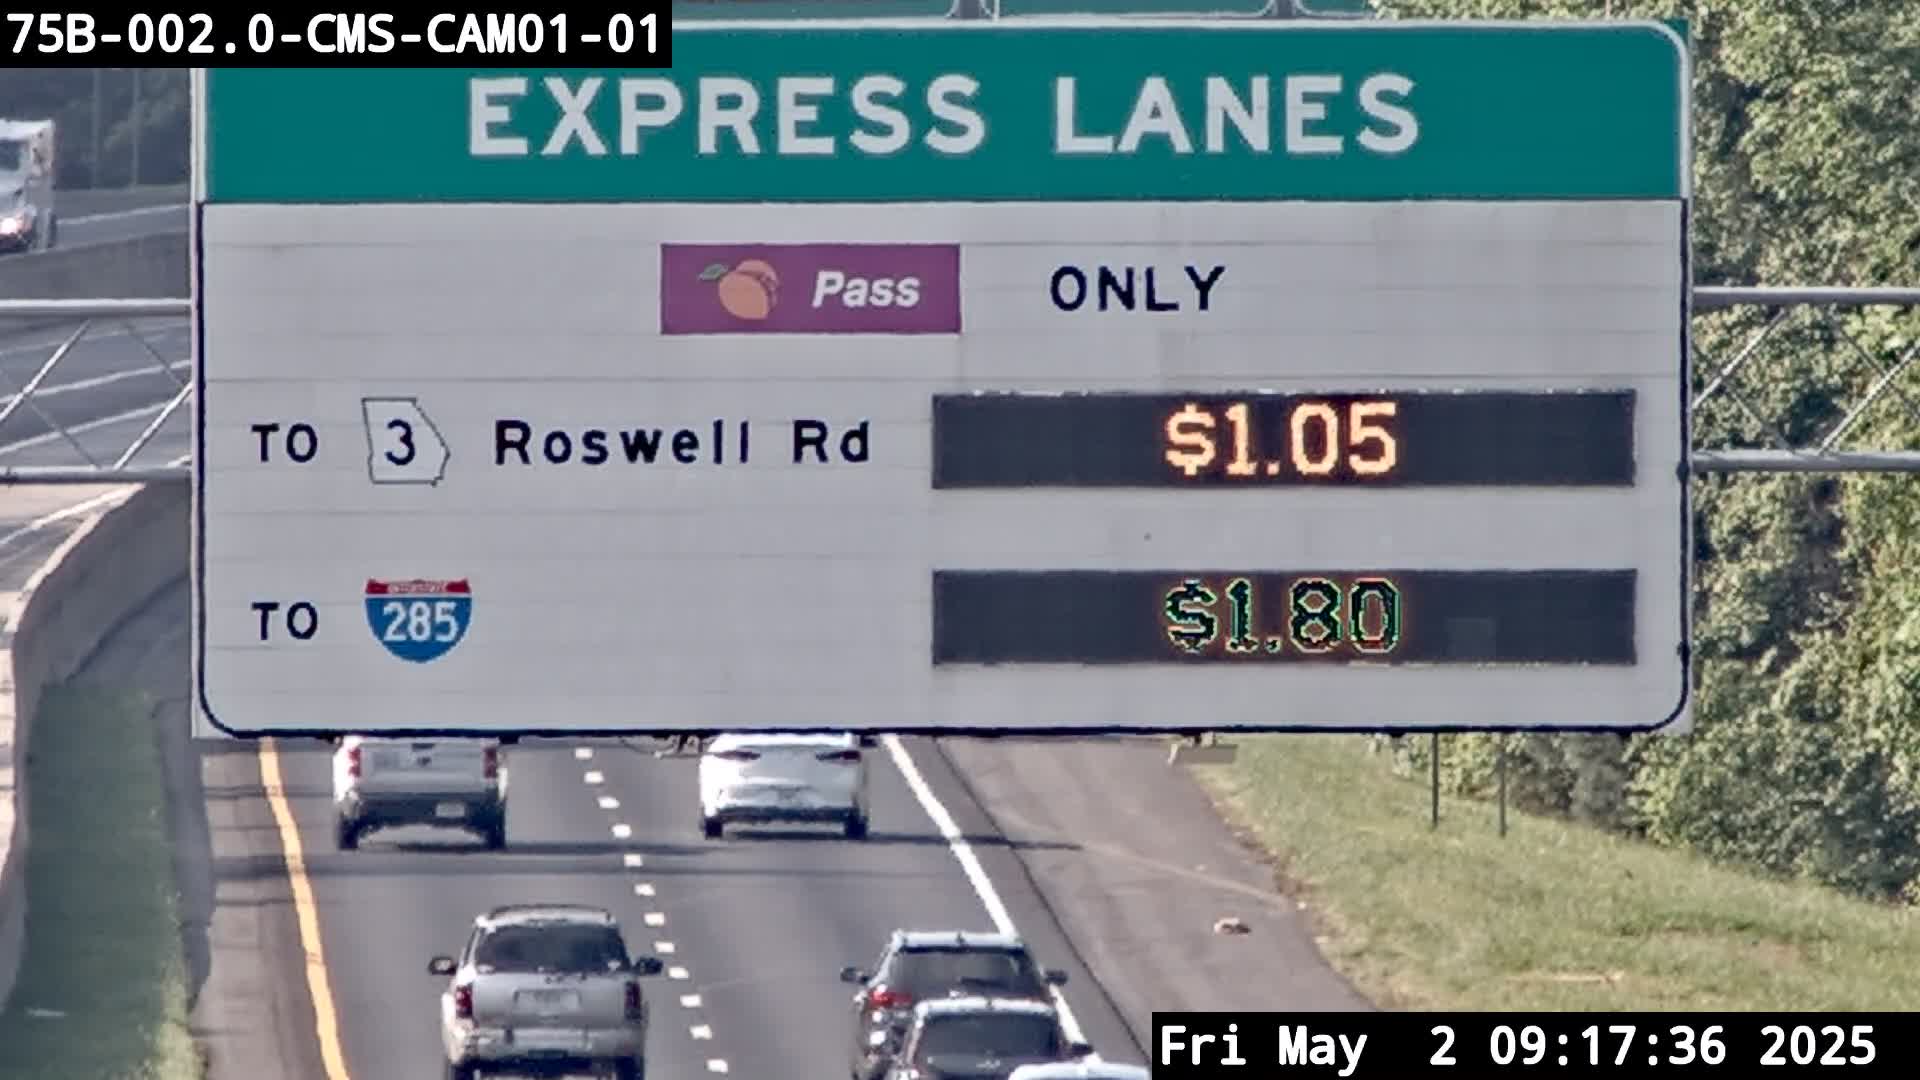 75B-002.0-CMS-CAM01-01
EXPRESS LANES
Pass ONLY
TO 3 Roswell Rd $1.05
TO 285 $1.80
Fri May 2 09:17:36 2025